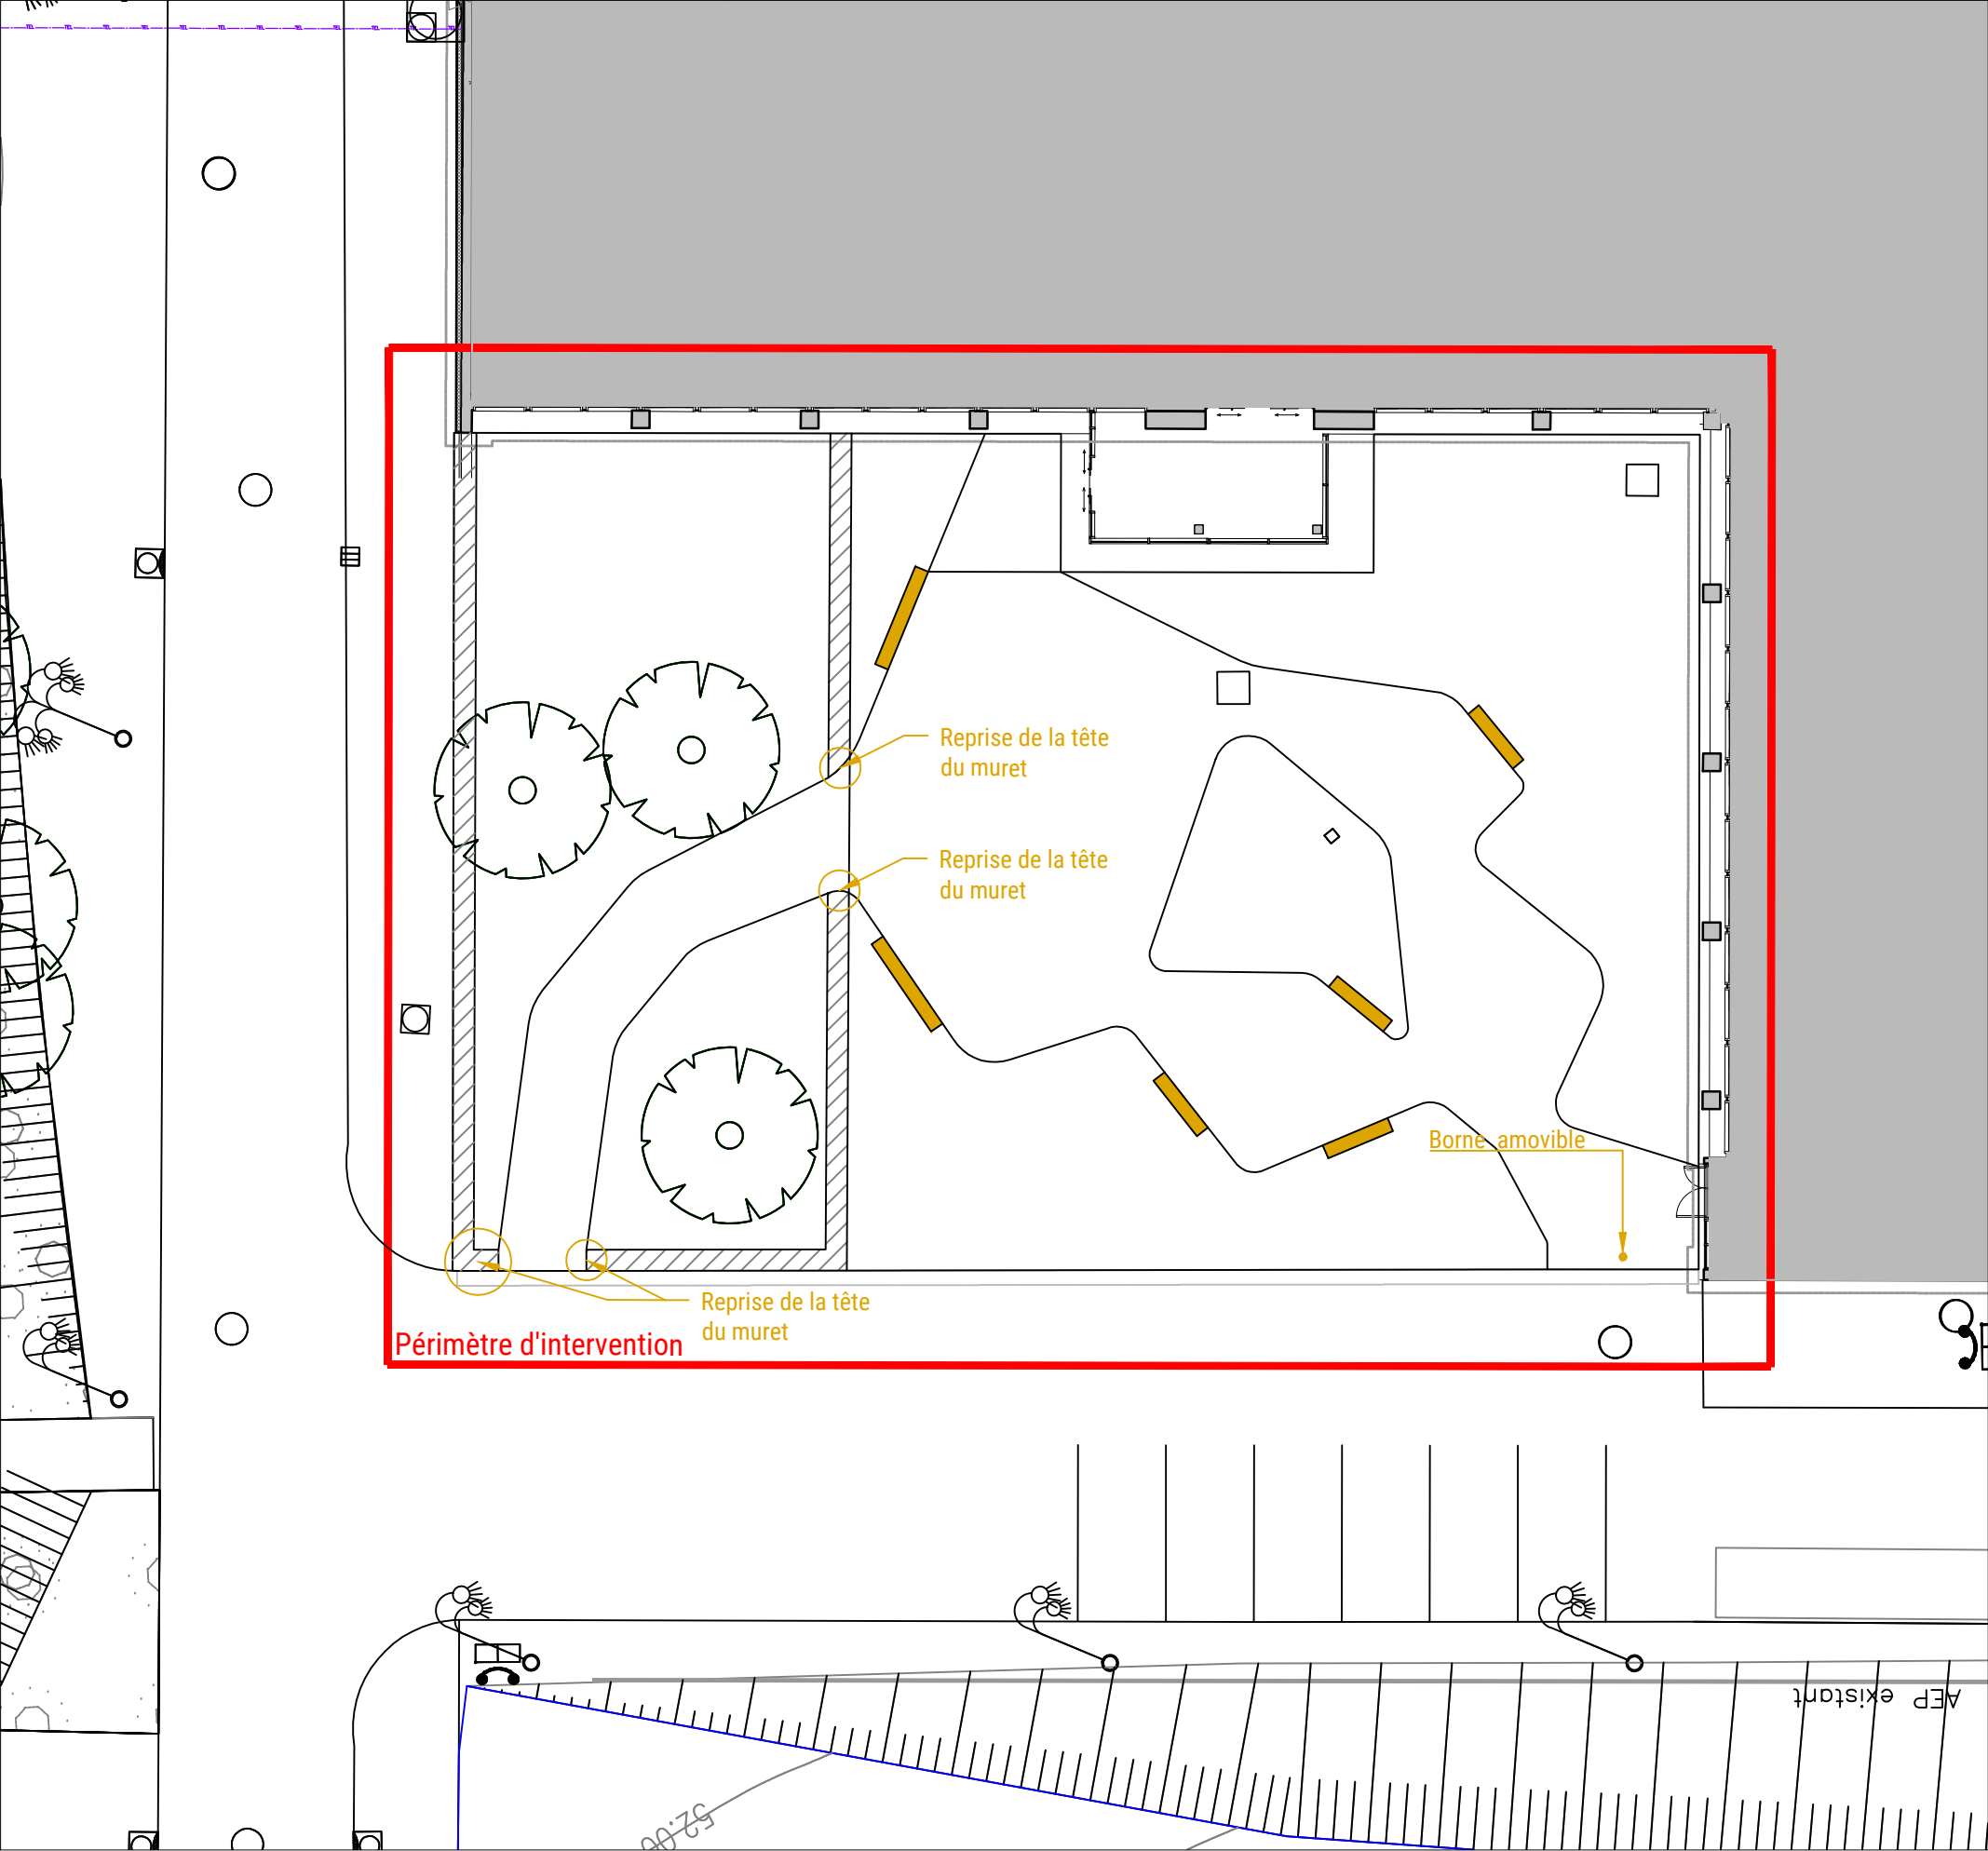 Reprise de la tête
du muret
Reprise de la tête
du muret
Borne amovible
Reprise de la tête
du muret
Périmètre d'intervention
AEP existant
52.00